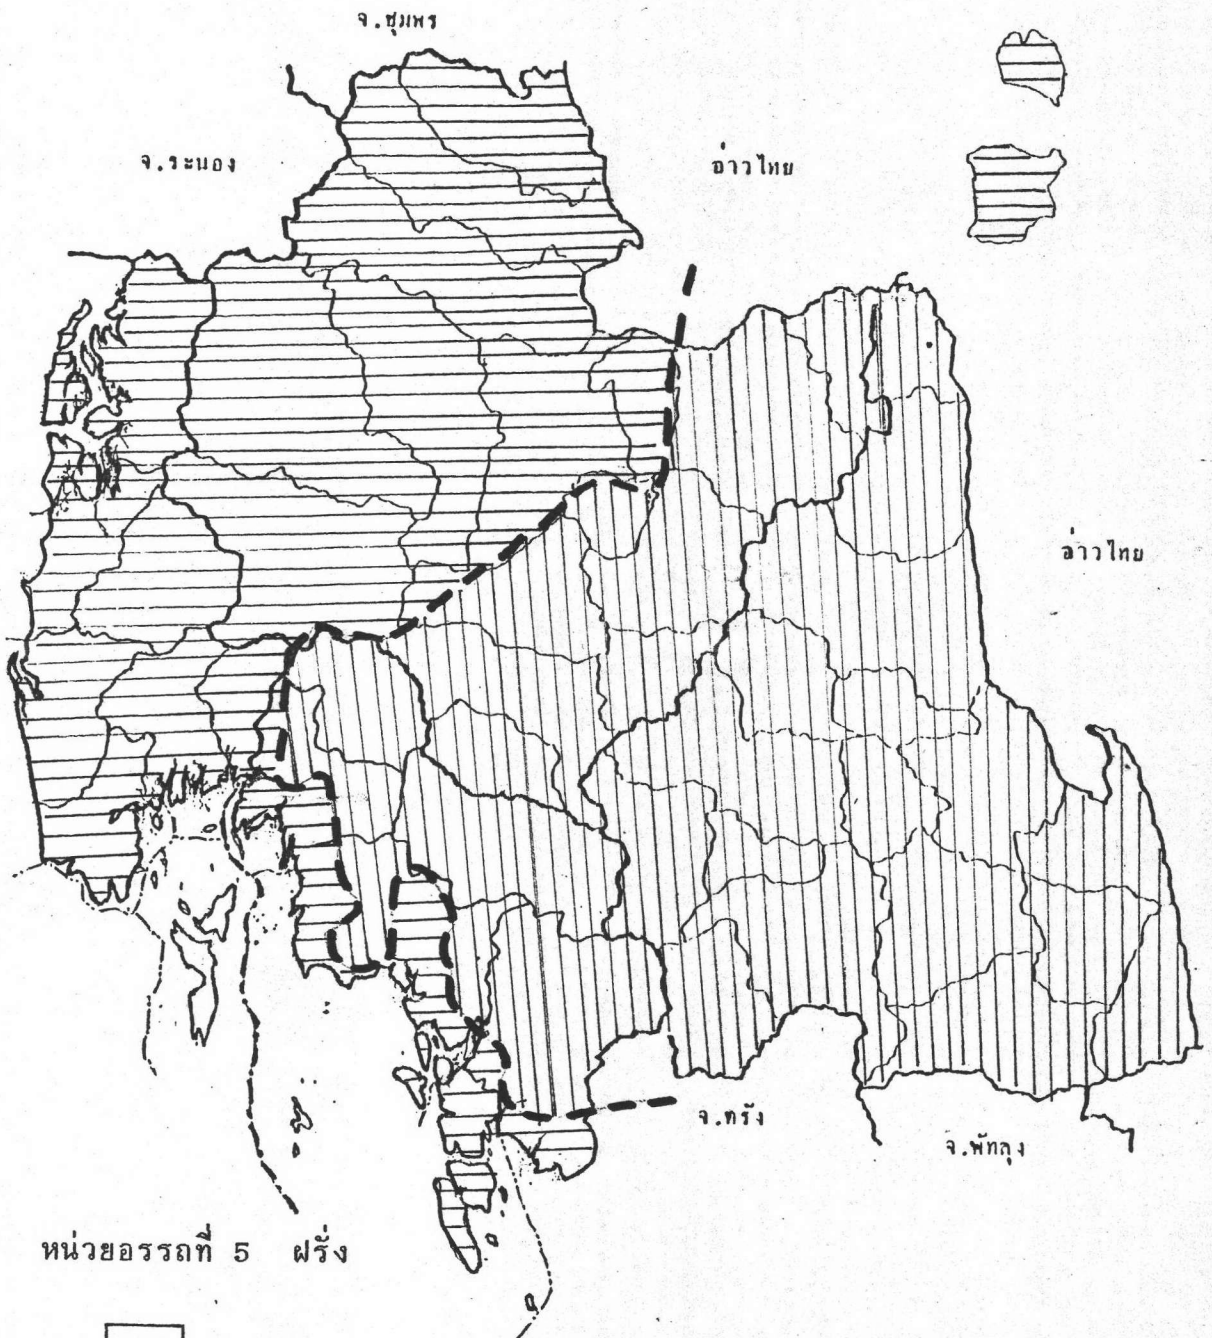 จ.ชุมพร
จ.ระนอง
อ่าวไทย
อ่าวไทย
จ.ตรัง
จ.พัทลุง
หน่วยอรรถที่ 5 ฝรั่ง